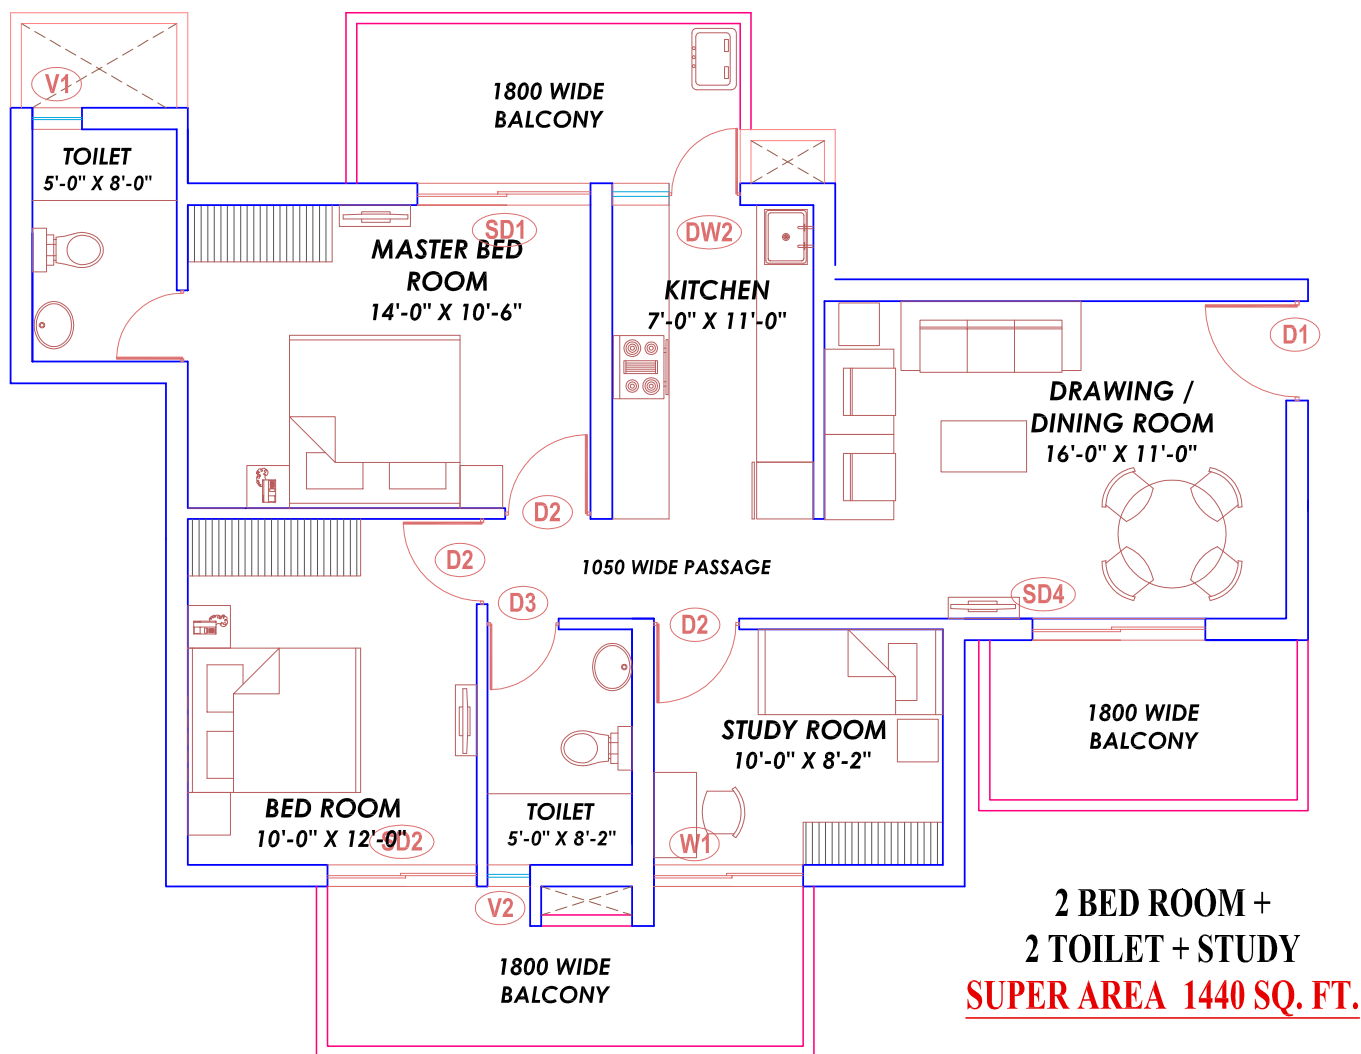 V1
1800 WIDE
BALCONY
TOILET
5'-0" X 8'-0"
SD1
DW2
MASTER BED
ROOM
14'-0" X 10'-6"
KITCHEN
7'-0" X 11'-0"
D1
DRAWING /
DINING ROOM
16'-0" X 11'-0"
D2
D2
1050 WIDE PASSAGE
D3
D2
SD4
1800 WIDE
BALCONY
STUDY ROOM
10'-0" X 8'-2"
BED ROOM
10'-0" X 12'-0"
SD2
TOILET
5'-0" X 8'-2"
W1
V2
1800 WIDE
BALCONY
2 BED ROOM +
2 TOILET + STUDY
SUPER AREA 1440 SQ. FT.